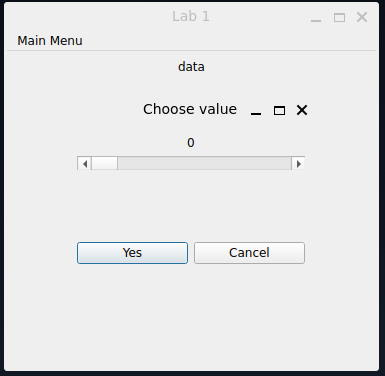 Lab 1
Main Menu
data
Choose value
0
Yes Cancel